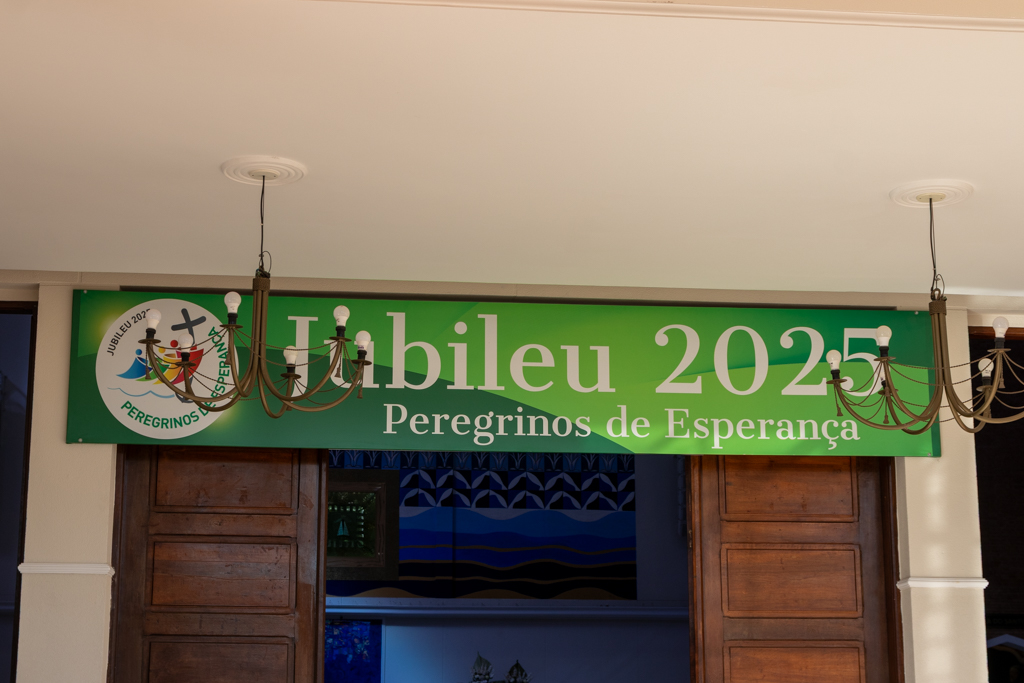 JUBILEU 2025
PEREGRINOS DE ESPERANÇA
Jubileu 2025
Peregrinos de Esperança